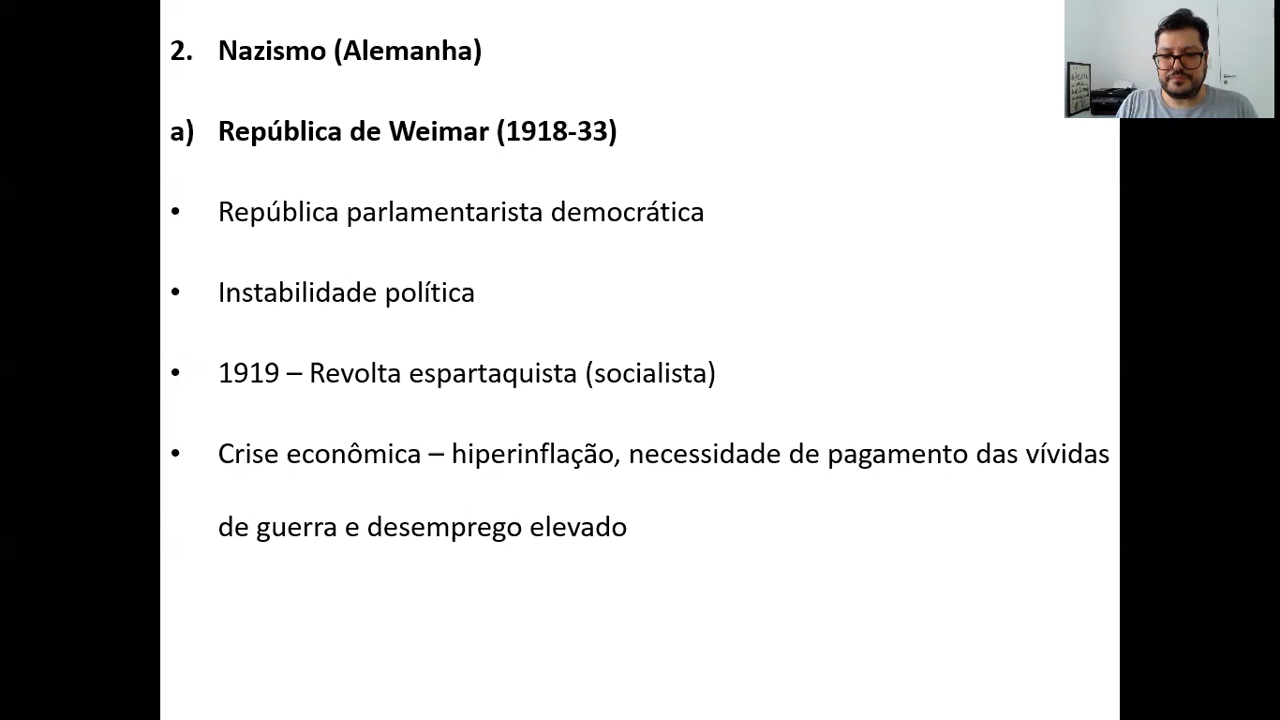 2. Nazismo (Alemanha)
a) República de Weimar (1918-33)
• República parlamentarista democrática
• Instabilidade política
• 1919 – Revolta espartaquista (socialista)
• Crise econômica – hiperinflação, necessidade de pagamento das vívidas
de guerra e desemprego elevado